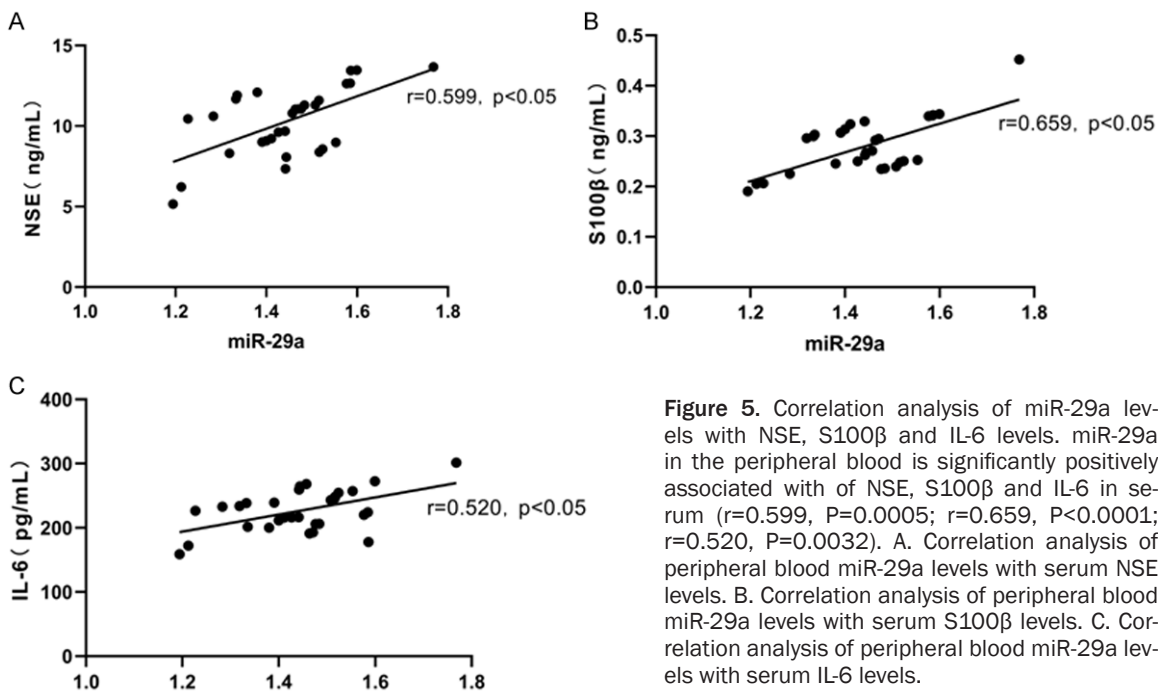 A
15
10
5
0
NSE( ng/mL)
r=0.599, p<0.05
1.0 1.2 1.4 1.6 1.8
miR-29a
B
0.5
0.4
0.3
0.2
0.1
0.0
S100β( ng/mL)
r=0.659, p<0.05
1.0 1.2 1.4 1.6 1.8
miR-29a
C
400
300
200
100
0
IL-6( pg/mL)
r=0.520, p<0.05
1.0 1.2 1.4 1.6 1.8
Figure 5. Correlation analysis of miR-29a lev-
els with NSE, S100β and IL-6 levels. miR-29a
in the peripheral blood is significantly positively
associated with of NSE, S100β and IL-6 in se-
rum (r=0.599, P=0.0005; r=0.659, P<0.0001;
r=0.520, P=0.0032). A. Correlation analysis of
peripheral blood miR-29a levels with serum NSE
levels. B. Correlation analysis of peripheral blood
miR-29a levels with serum S100β levels. C. Cor-
relation analysis of peripheral blood miR-29a lev-
els with serum IL-6 levels.